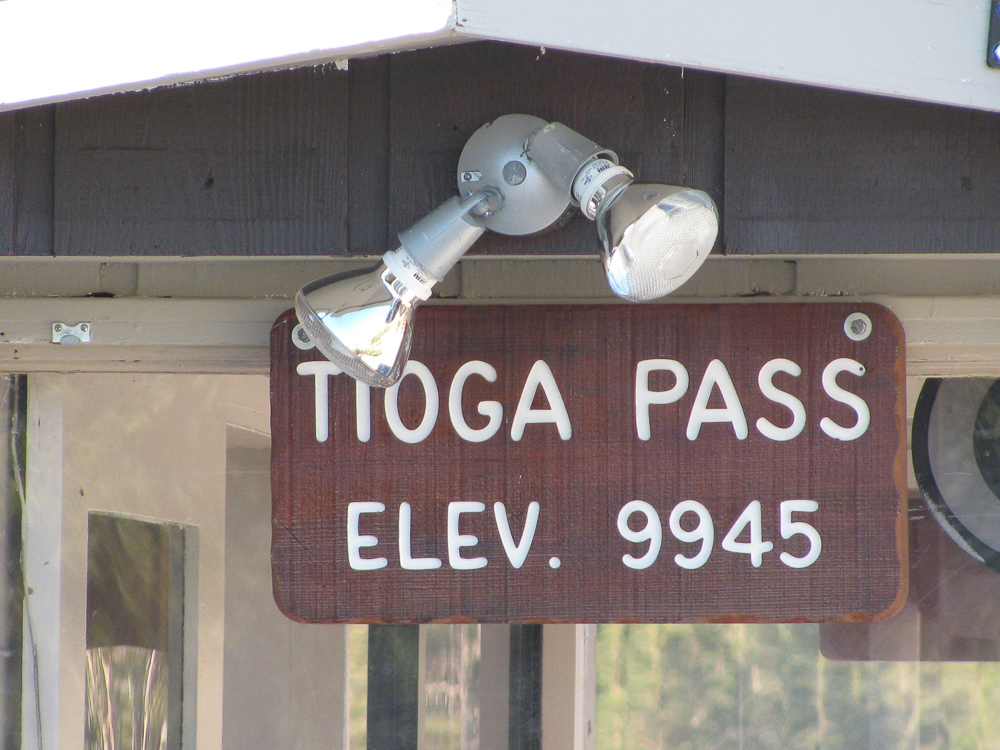 TIOGA PASS
ELEV. 9945